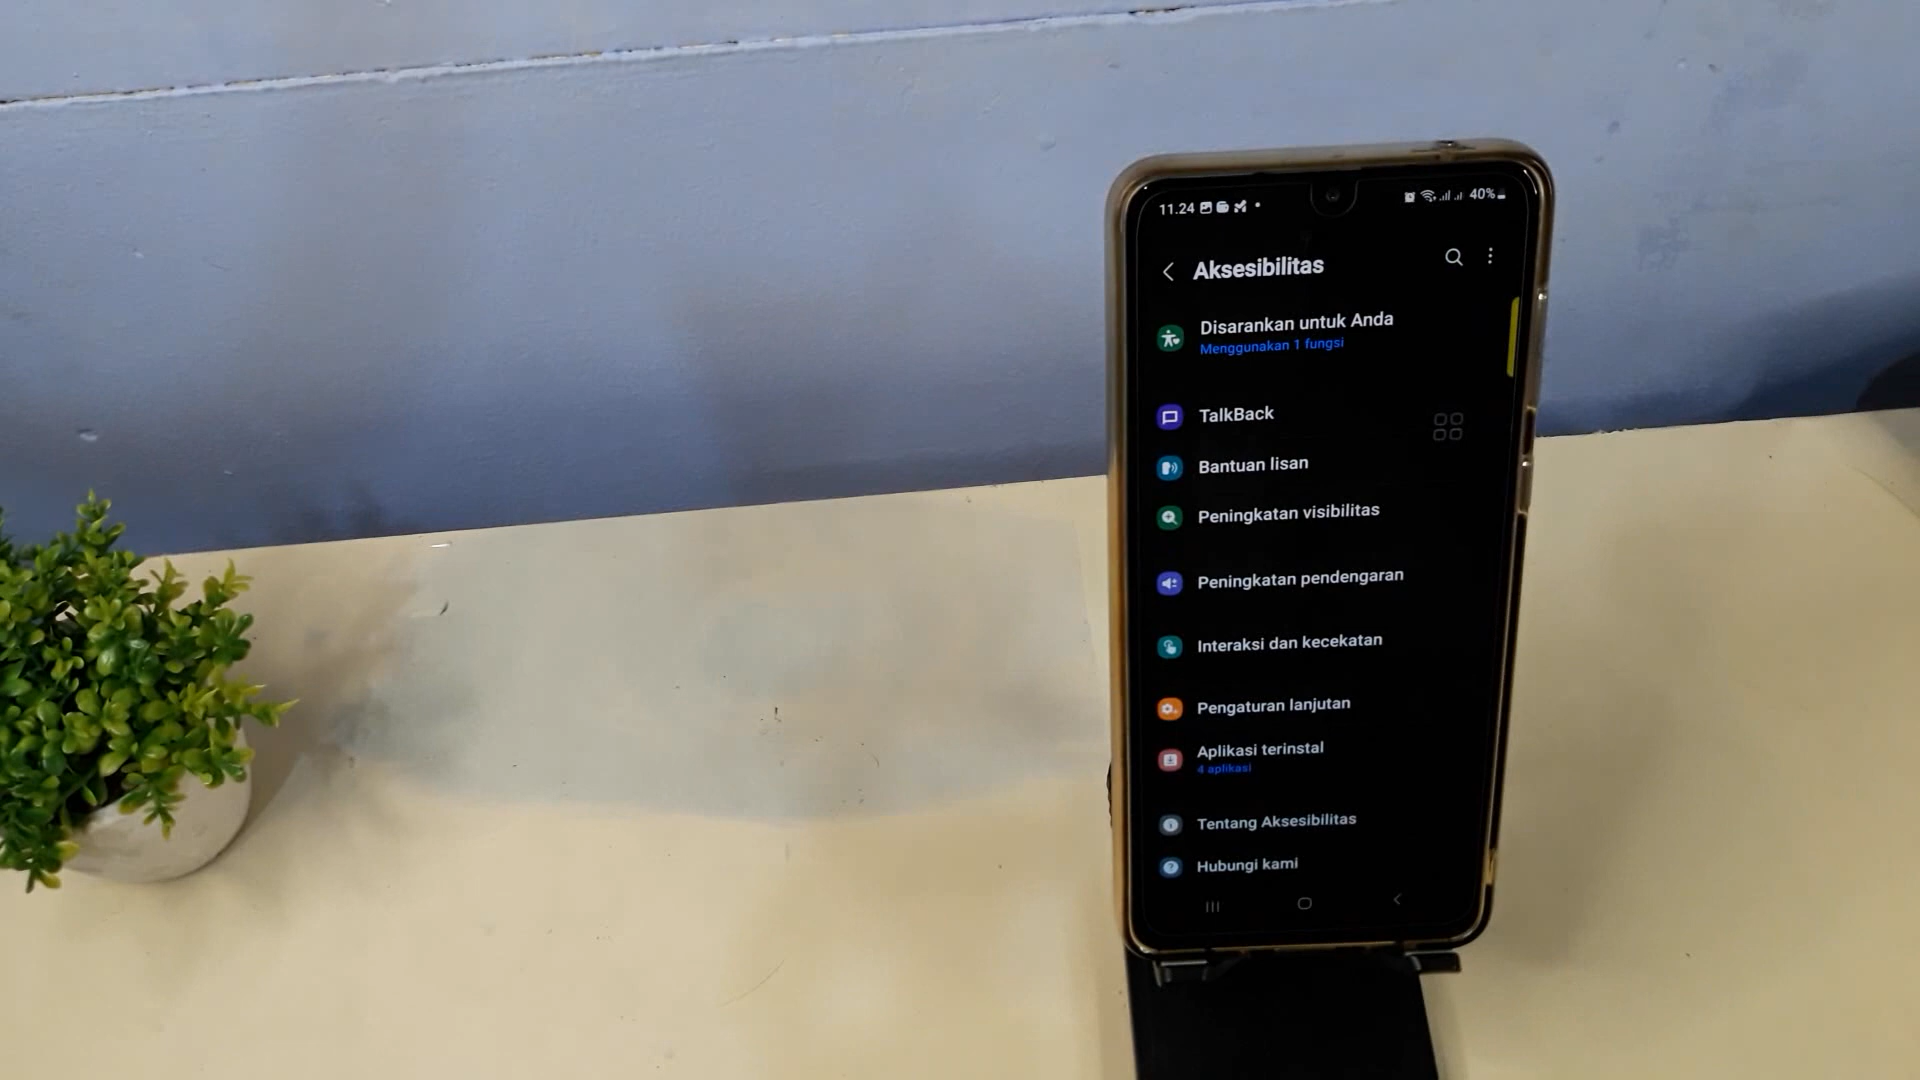 11.24
40%
Aksesibilitas
Disarankan untuk Anda
Menggunakan 1 fungsi
TalkBack
Bantuan lisan
Peningkatan visibilitas
Peningkatan pendengaran
Interaksi dan kecekatan
Pengaturan lanjutan
Aplikasi terinstal
4 aplikasi
Tentang Aksesibilitas
Hubungi kami